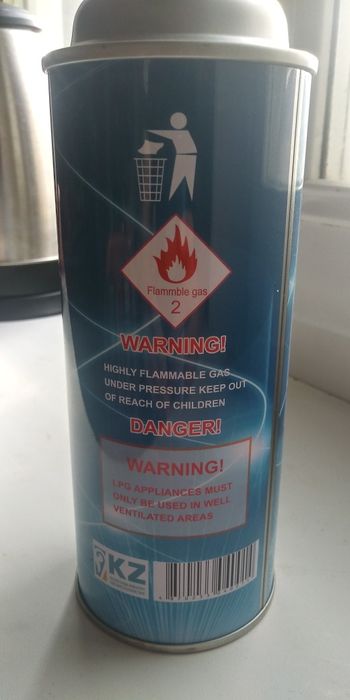 Flammble gas
2
WARNING!
HIGHLY FLAMMABLE GAS
UNDER PRESSURE KEEP OUT
OF REACH OF CHILDREN
DANGER!
WARNING!
LPG APPLIANCES MUST
ONLY BE USED IN WELL
VENTILATED AREAS
KZ